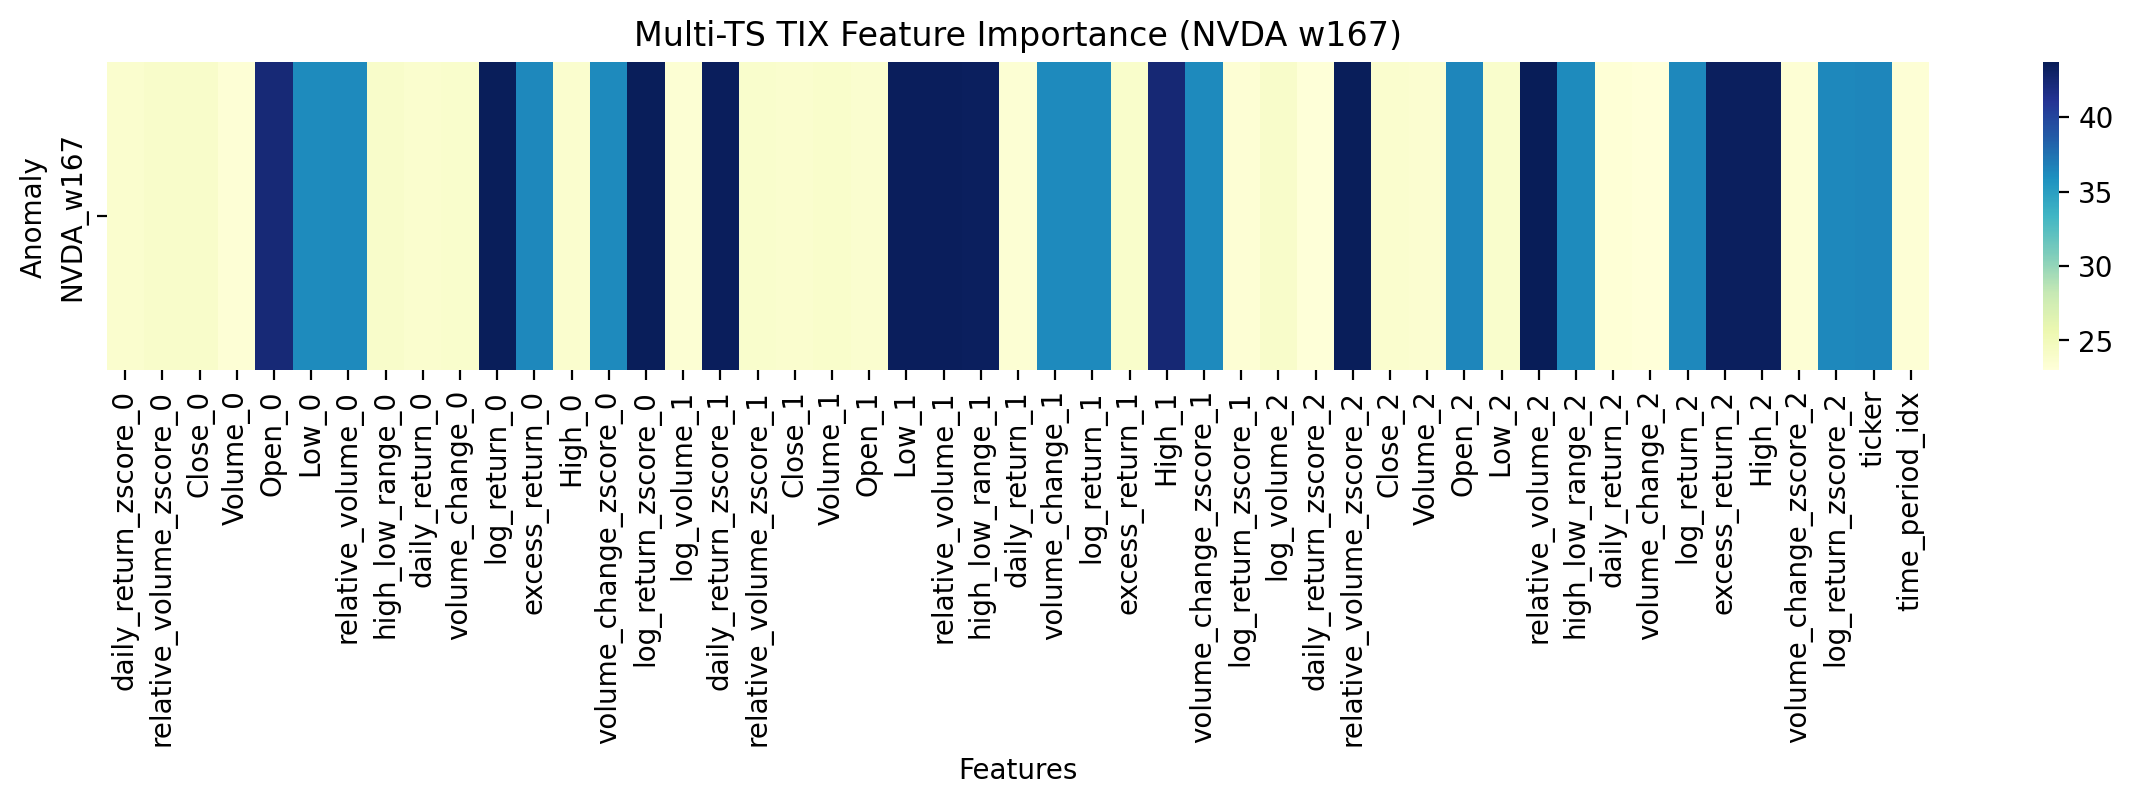 Multi-TS TIX Feature Importance (NVDA w167)
Anomaly
NVDA_w167
daily_return_zscore_0
relative_volume_zscore_0
Close_0
Volume_0
Open_0
Low_0
relative_volume_0
high_low_range_0
daily_return_0
volume_change_0
log_return_0
excess_return_0
High_0
volume_change_zscore_0
log_return_zscore_0
log_volume_1
daily_return_zscore_1
relative_volume_zscore_1
Close_1
Volume_1
Open_1
Low_1
relative_volume_1
high_low_range_1
daily_return_1
volume_change_1
log_return_1
excess_return_1
High_1
volume_change_zscore_1
log_return_zscore_1
log_volume_2
daily_return_zscore_2
relative_volume_zscore_2
Close_2
Volume_2
Open_2
Low_2
relative_volume_2
high_low_range_2
daily_return_2
volume_change_2
log_return_2
excess_return_2
High_2
volume_change_zscore_2
log_return_zscore_2
ticker
time_period_idx
Features
40
35
30
25